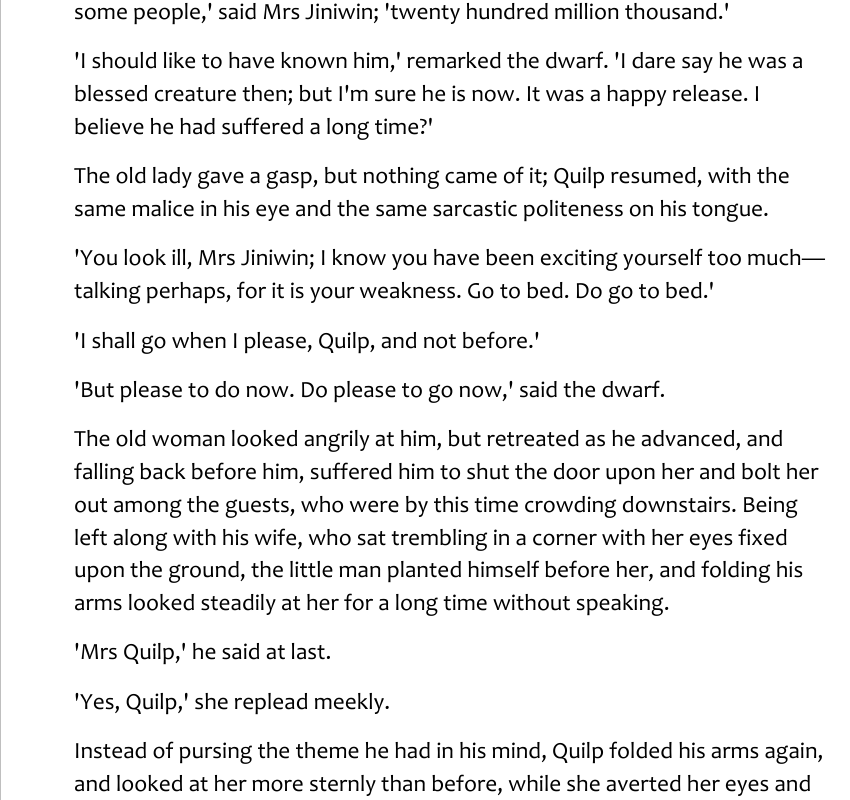 some people,' said Mrs Jiniwin; 'twenty hundred million thousand.'
'I should like to have known him,' remarked the dwarf. 'I dare say he was a
blessed creature then; but I'm sure he is now. It was a happy release. I
believe he had suffered a long time?'
The old lady gave a gasp, but nothing came of it; Quilp resumed, with the
same malice in his eye and the same sarcastic politeness on his tongue.
'You look ill, Mrs Jiniwin; I know you have been exciting yourself too much—
talking perhaps, for it is your weakness. Go to bed. Do go to bed.'
'I shall go when I please, Quilp, and not before.'
'But please to do now. Do please to go now,' said the dwarf.
The old woman looked angrily at him, but retreated as he advanced, and
falling back before him, suffered him to shut the door upon her and bolt her
out among the guests, who were by this time crowding downstairs. Being
left along with his wife, who sat trembling in a corner with her eyes fixed
upon the ground, the little man planted himself before her, and folding his
arms looked steadily at her for a long time without speaking.
'Mrs Quilp,' he said at last.
'Yes, Quilp,' she replead meekly.
Instead of pursing the theme he had in his mind, Quilp folded his arms again,
and looked at her more sternly than before, while she averted her eyes and